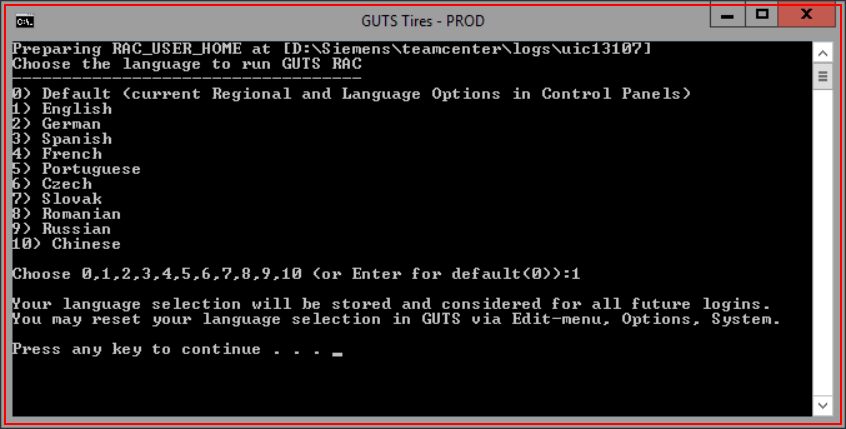 GUTS Tires - PROD
Preparing RAC_USER_HOME at [D:\Siemens\teamcenter\logs\uic13107]
Choose the language to run GUTS RAC
-----------------------------------
0) Default (current Regional and Language Options in Control Panels)
1) English
2) German
3) Spanish
4) French
5) Portuguese
6) Czech
7) Slovak
8) Romanian
9) Russian
10) Chinese
Choose 0,1,2,3,4,5,6,7,8,9,10 (or Enter for default(0)):1
Your language selection will be stored and considered for all future logins.
You may reset your language selection in GUTS via Edit-menu, Options, System.
Press any key to continue . . . _